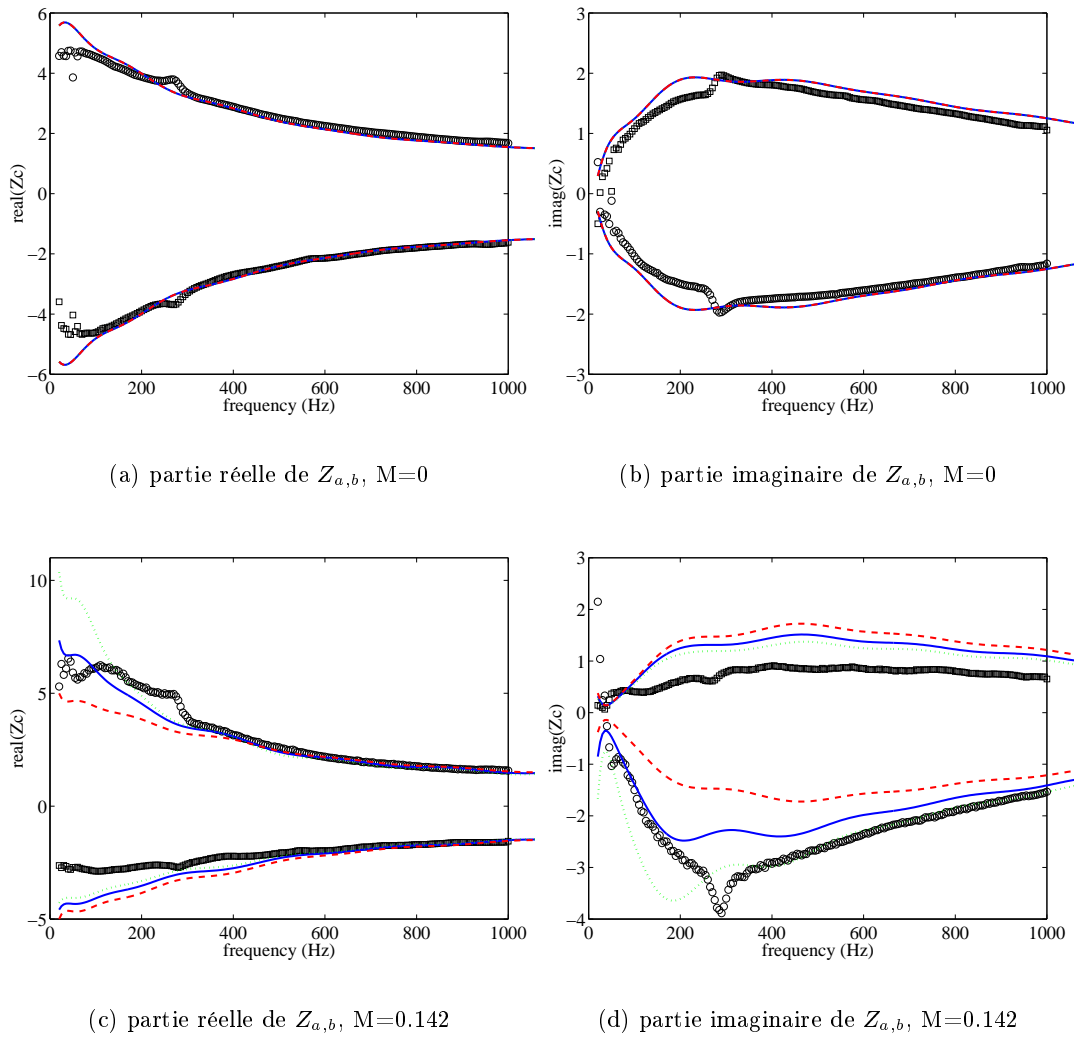 6
4
2
0
−2
−4
−6
0 200 400 600 800 1000
real(Zc)
frequency (Hz)
3
2
1
0
−1
−2
−3
0 200 400 600 800 1000
imag(Zc)
frequency (Hz)
(a) partie réelle de Z_{a,b}, M=0
(b) partie imaginaire de Z_{a,b}, M=0
10
5
0
−5
0 200 400 600 800 1000
real(Zc)
frequency (Hz)
3
2
1
0
−1
−2
−3
−4
0 200 400 600 800 1000
imag(Zc)
frequency (Hz)
(c) partie réelle de Z_{a,b}, M=0.142
(d) partie imaginaire de Z_{a,b}, M=0.142